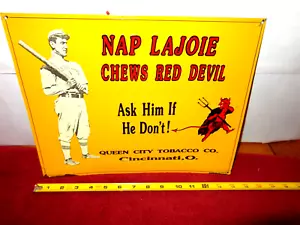 NAP LAJOIE
CHEWS RED DEVIL
Ask Him If
He Don't!
QUEEN CITY TOBACCO CO.
Cincinnati, O.